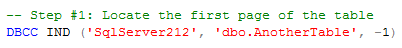 -- Step #1: Locate the first page of the table
DBCC IND ('SqlServer212', 'dbo.AnotherTable', -1)